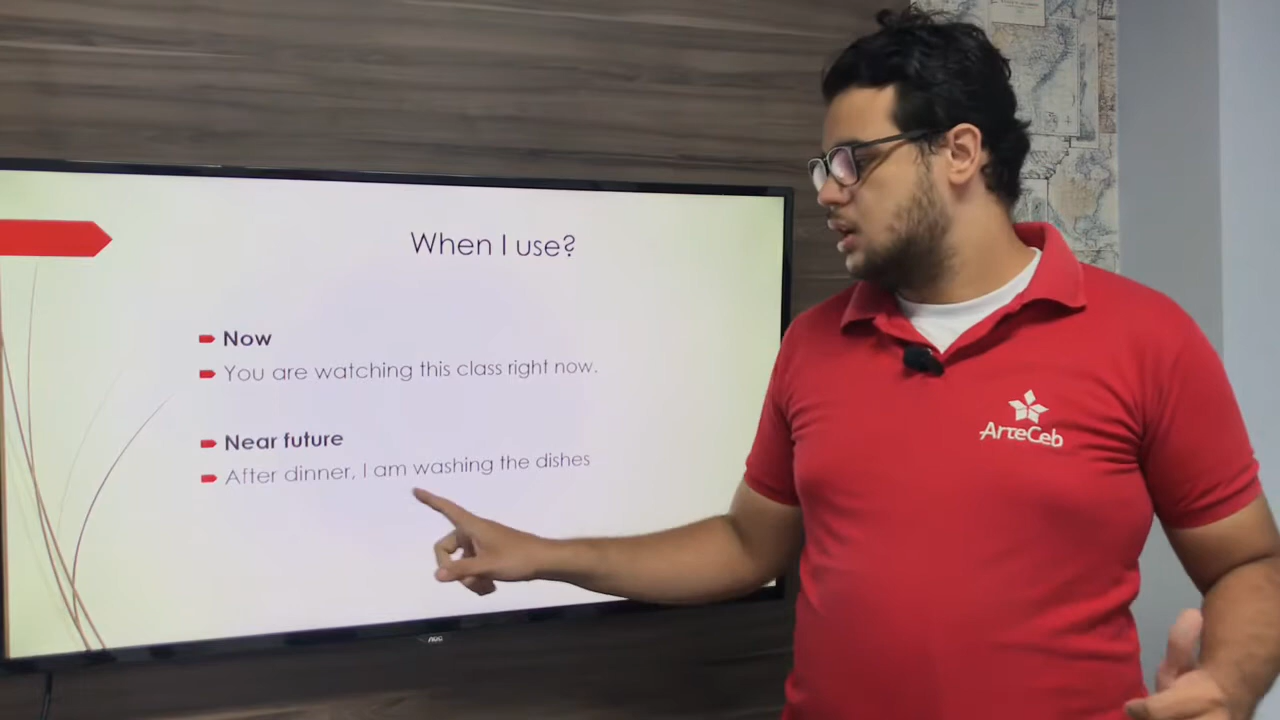 When I use?
Now
You are watching this class right now.
Near future
After dinner, I am washing the dishes
ArteCeb
AOC